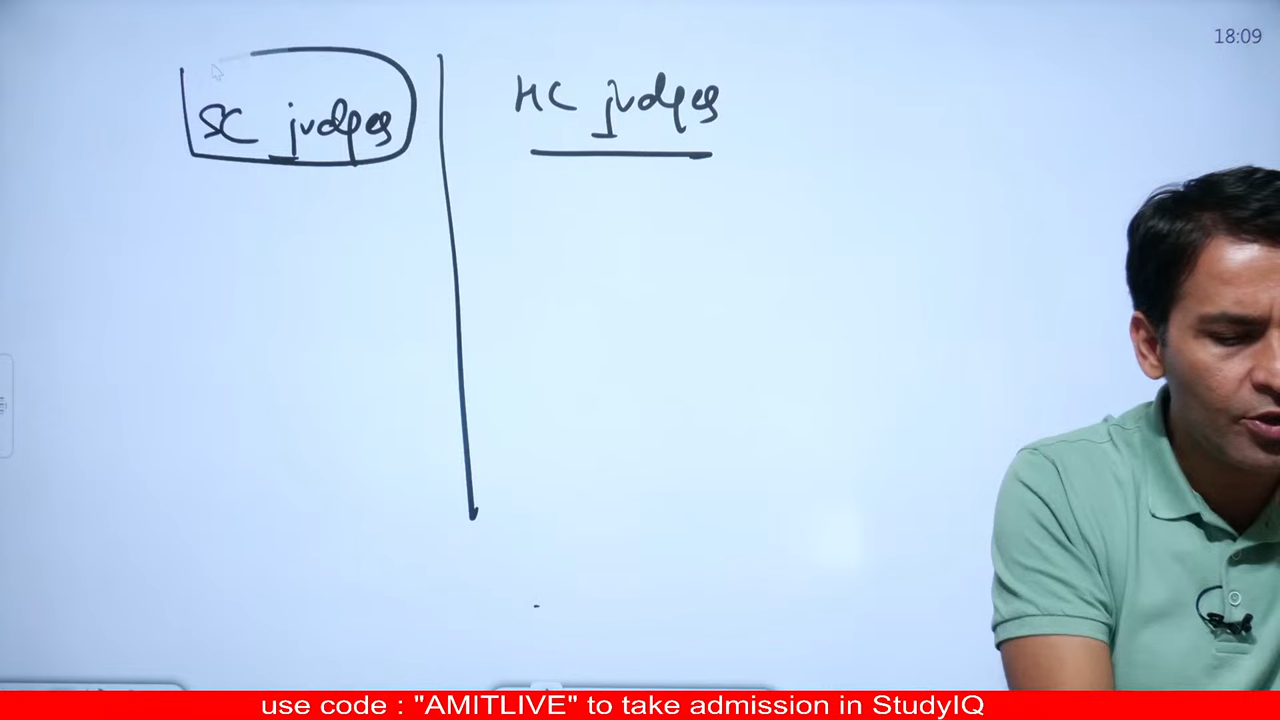 18:09
SC judges
HC judges
use code : "AMITLIVE" to take admission in StudyIQ